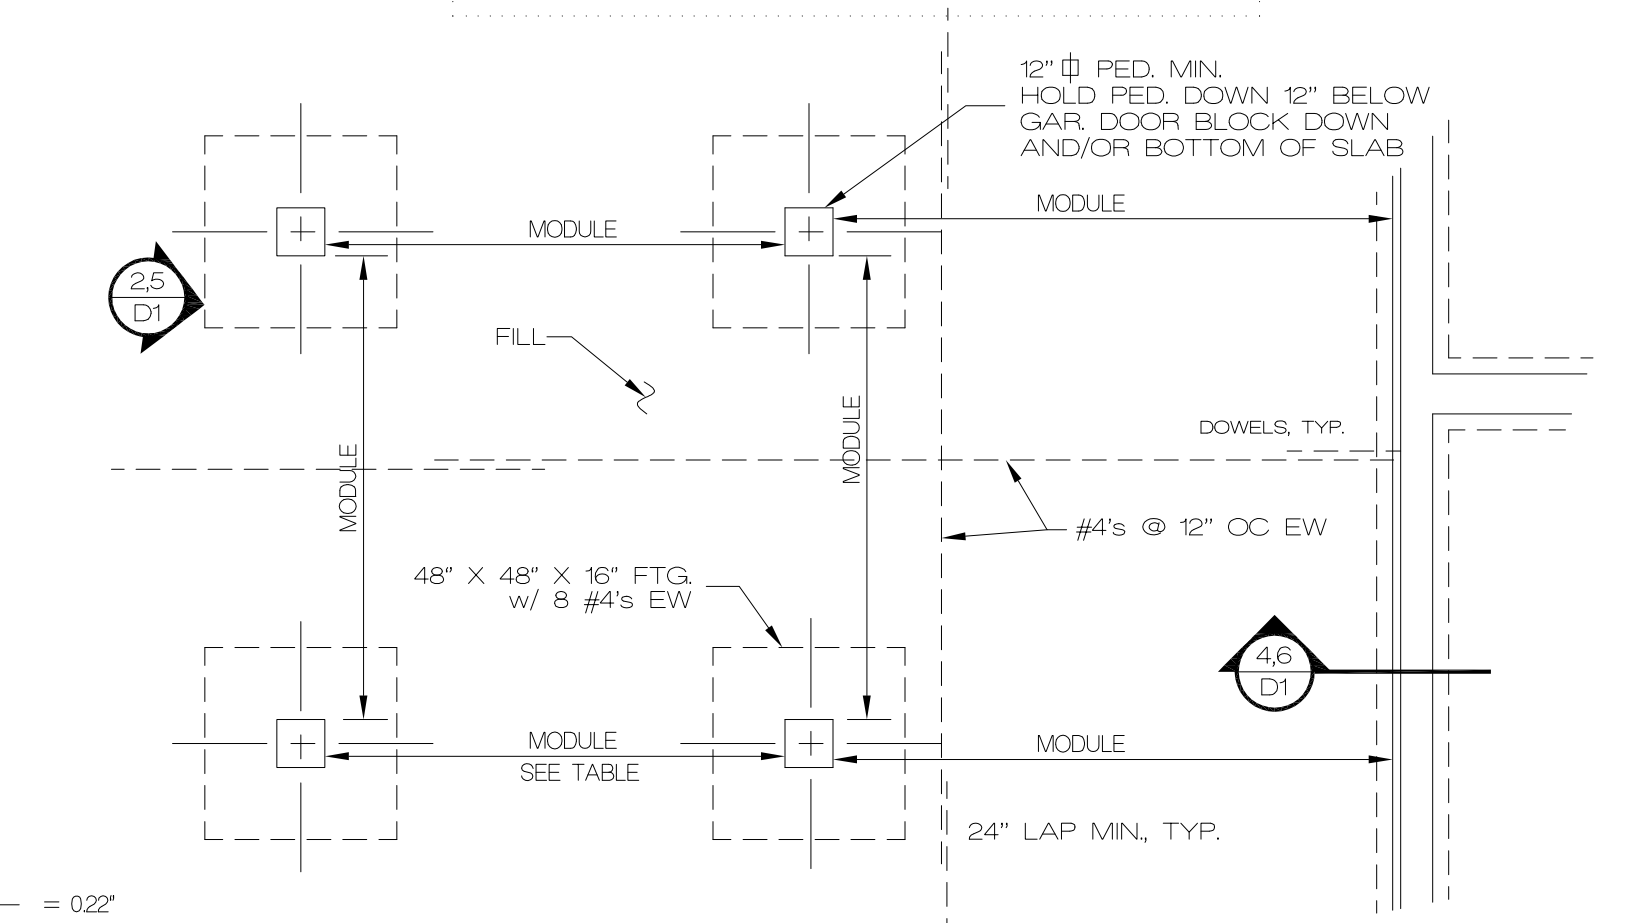 12" PED. MIN.
HOLD PED. DOWN 12" BELOW
GAR. DOOR BLOCK DOWN
AND/OR BOTTOM OF SLAB
MODULE
MODULE
2,5
D1
FILL
MODULE
MODULE
DOWELS, TYP.
#4's @ 12" OC EW
48" X 48" X 16" FTG.
w/ 8 #4's EW
4,6
D1
MODULE
SEE TABLE
MODULE
24" LAP MIN., TYP.
= 0.22"